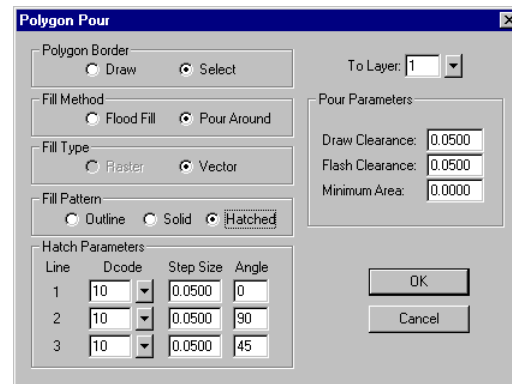 Polygon Pour
Polygon Border
Draw Select
To Layer: 1
Fill Method
Flood Fill Pour Around
Pour Parameters
Draw Clearance: 0.0500
Flash Clearance: 0.0500
Minimum Area: 0.0000
Fill Type
Raster Vector
Fill Pattern
Outline Solid Hatched
Hatch Parameters
Line Dcode Step Size Angle
1 10 0.0500 0
2 10 0.0500 90
3 10 0.0500 45
OK
Cancel